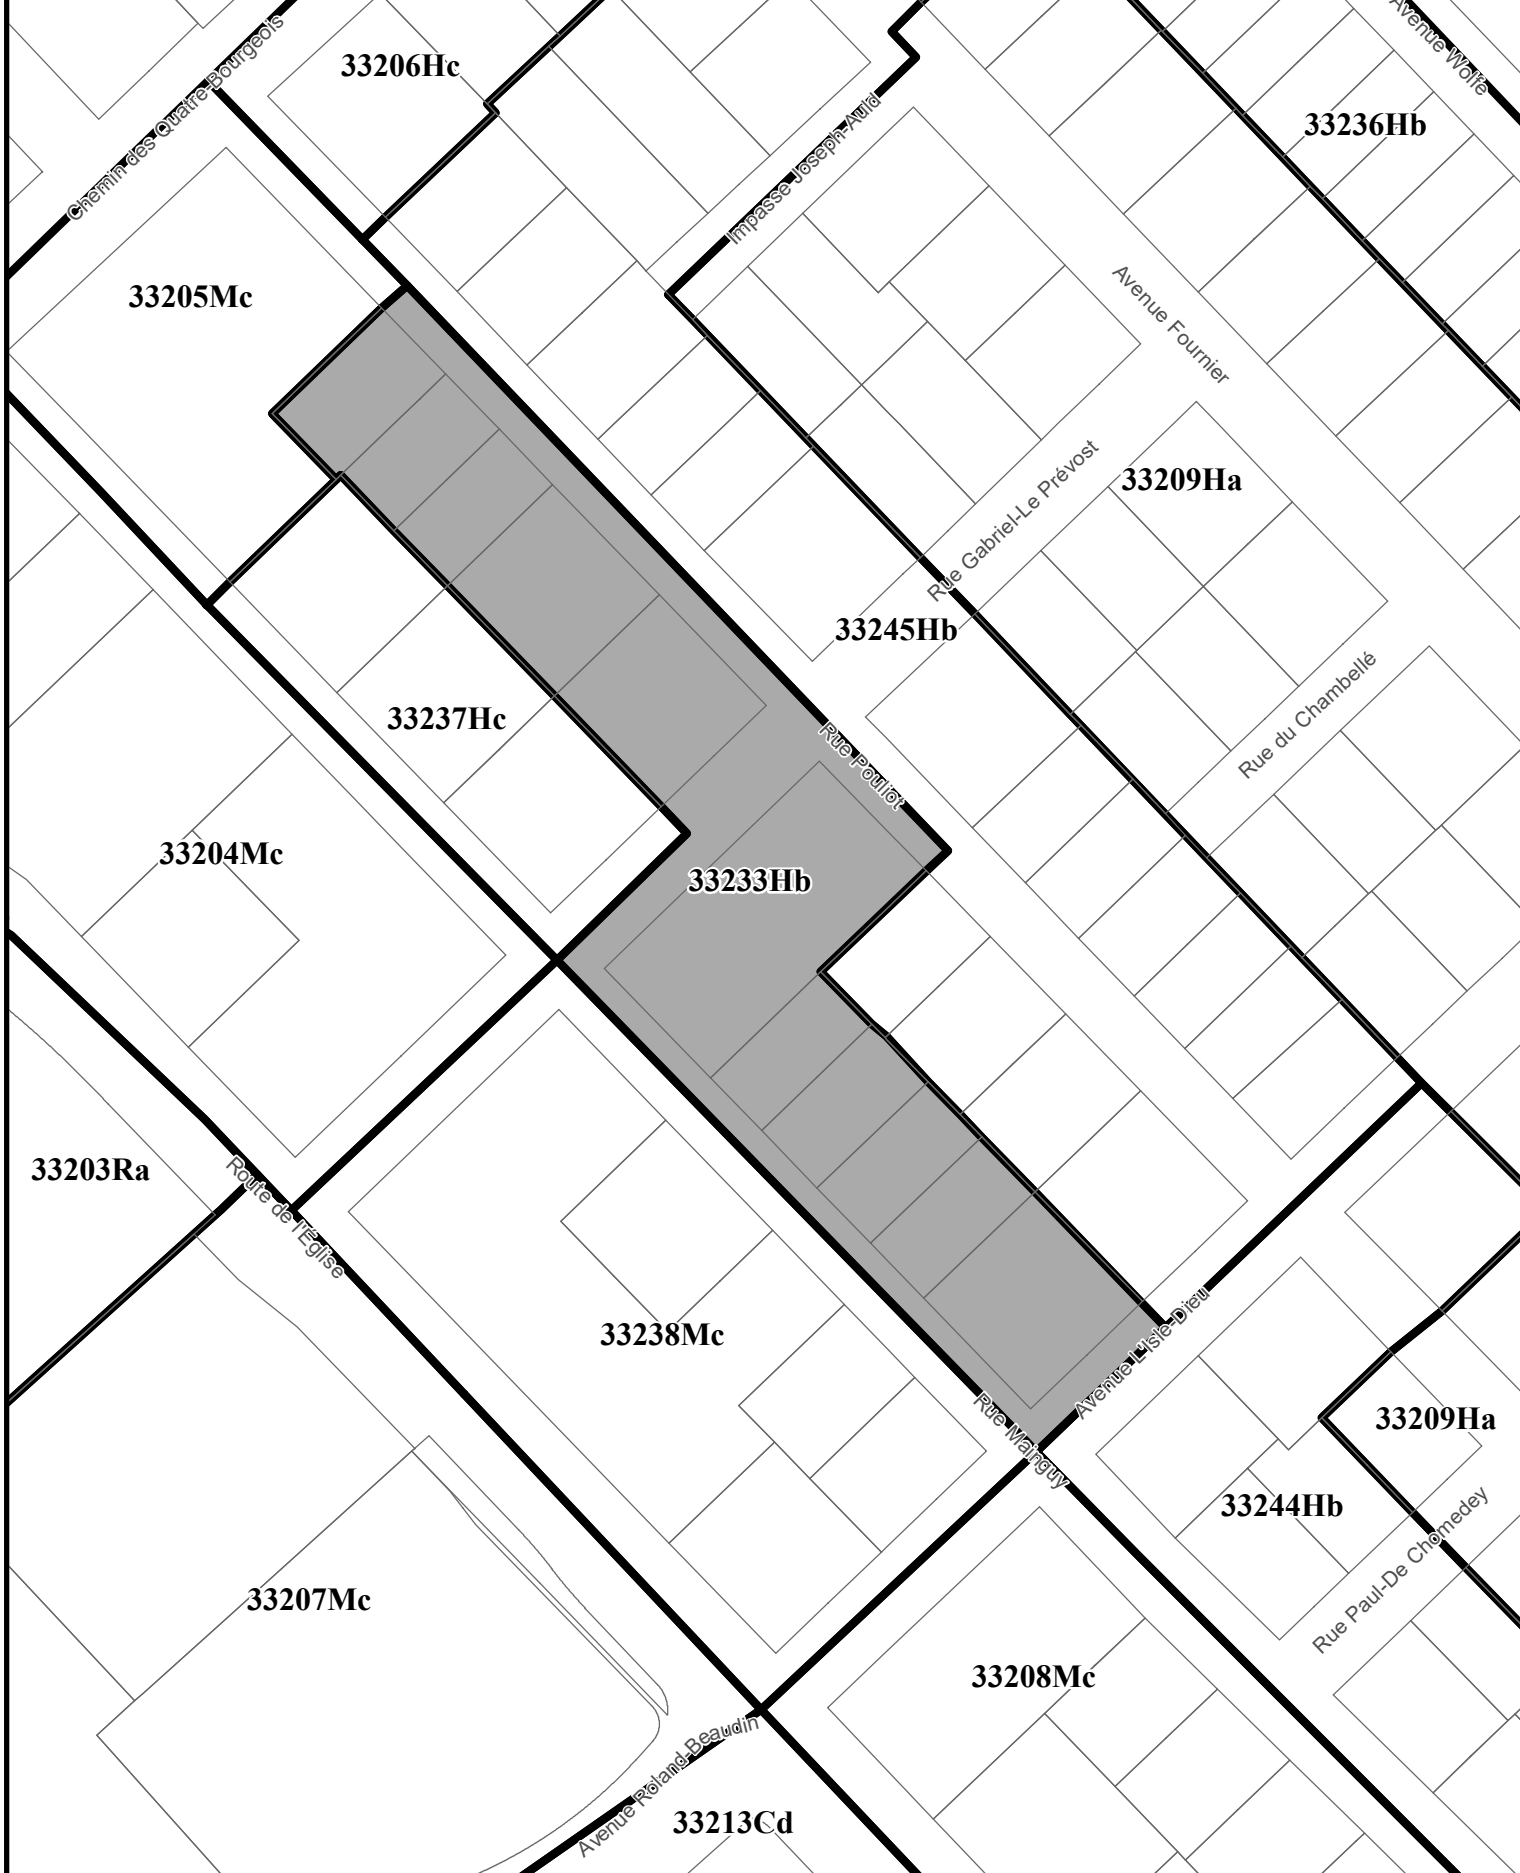 Chemin des Quatre-Bourgeois
33206Hc
Avenue Wolfe
33236Hb
Impasse Joseph-Auld
33205Mc
Avenue Fournier
33209Ha
Rue Gabriel-Le Prévost
33245Hb
Rue du Chambellé
33237Hc
Rue Pouliot
33204Mc
33233Hb
33203Ra
Route de l'Église
33238Mc
Avenue L'Isle-Dieu
Rue Mainguy
33209Ha
33244Hb
Rue Paul-De Chomedey
33207Mc
33208Mc
Avenue Roland-Beaudin
33213Cd